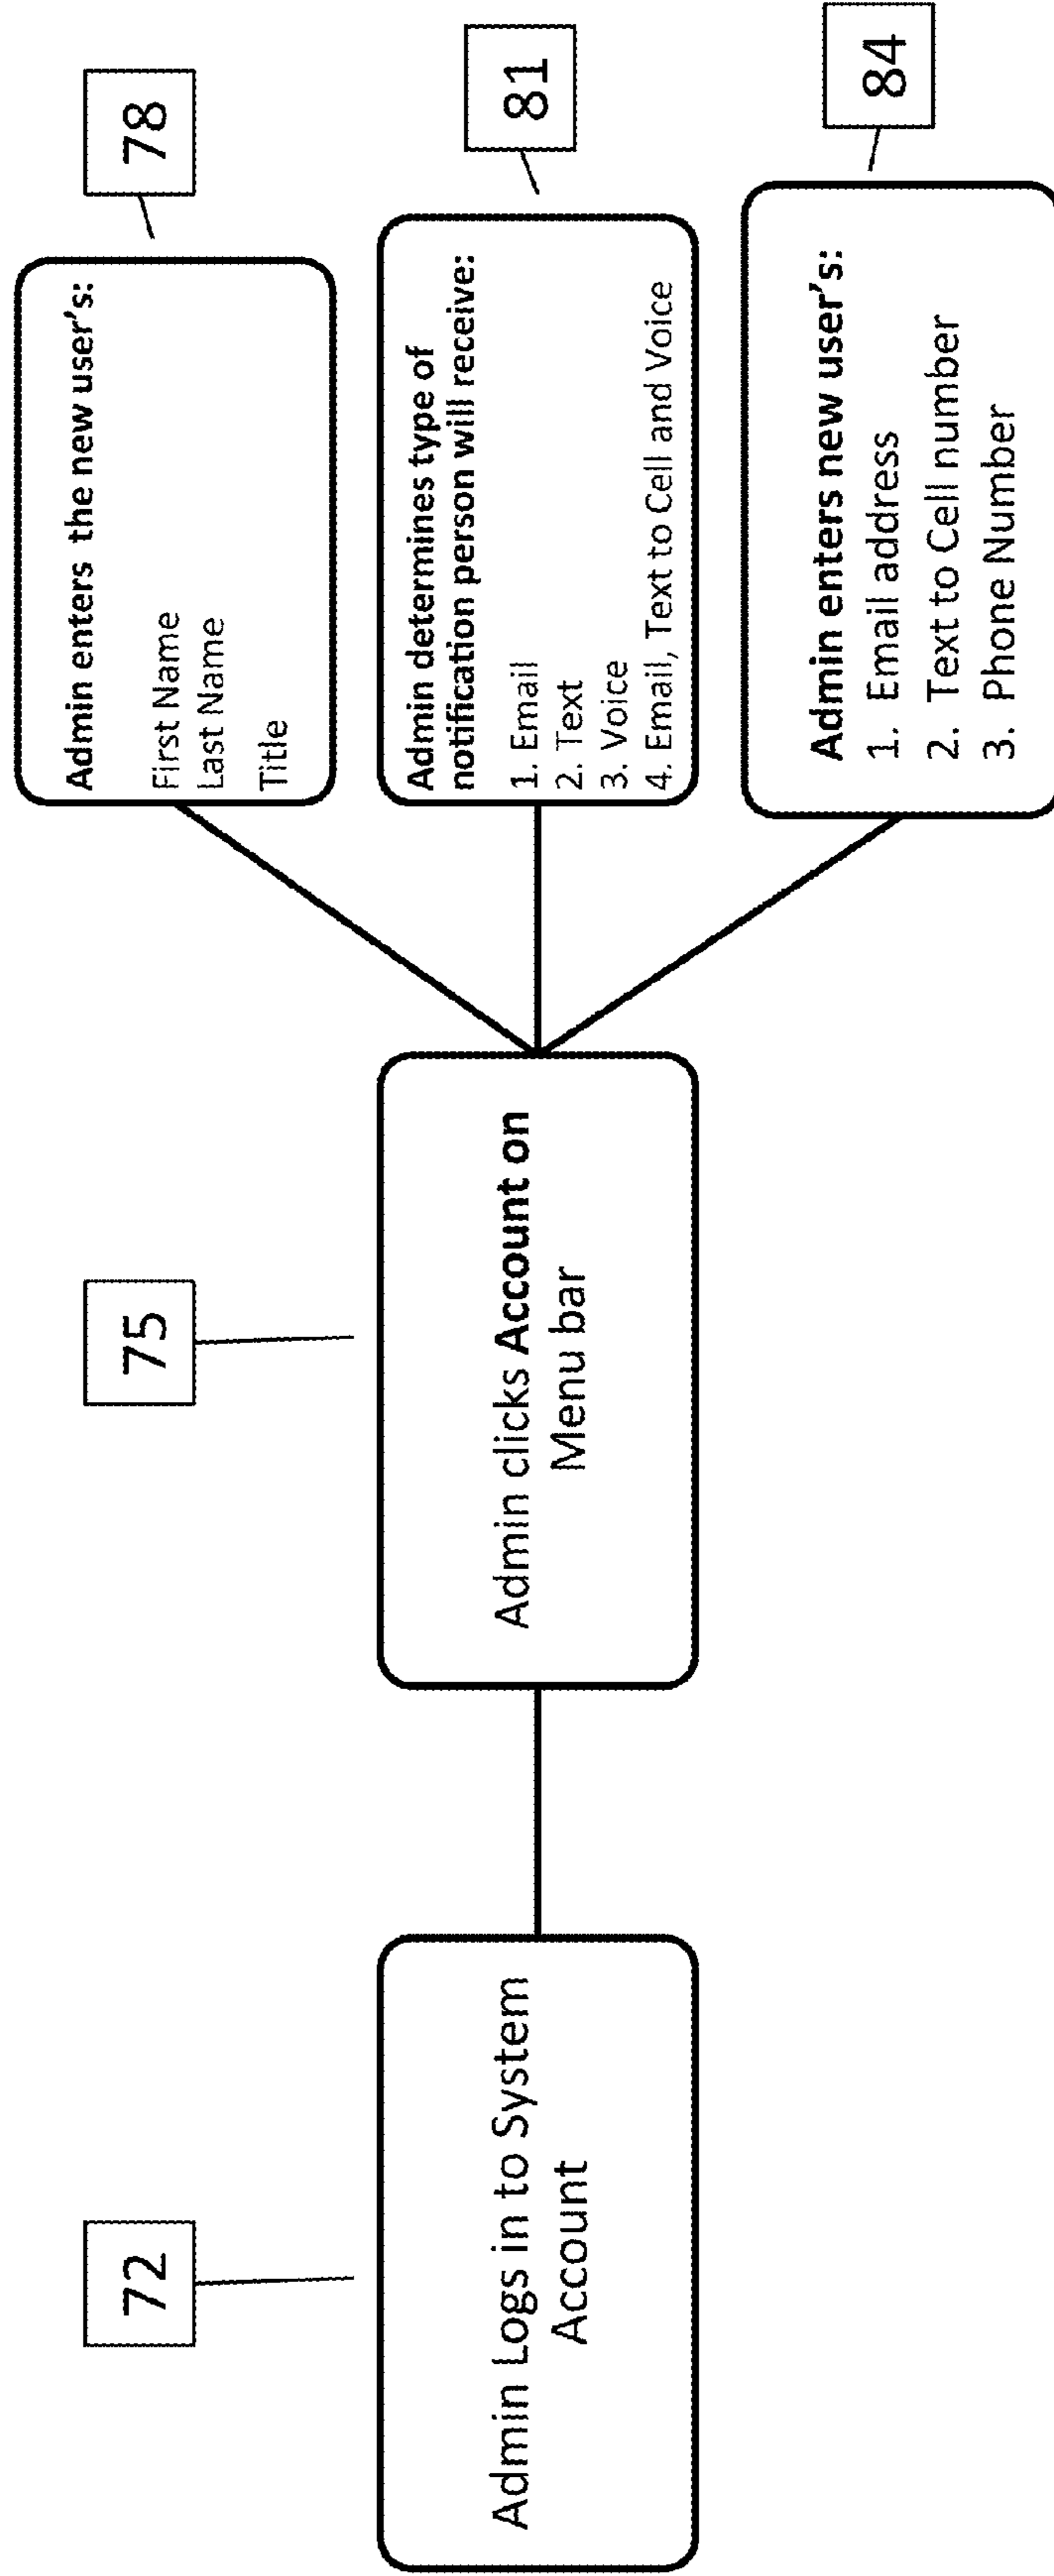 72
Admin Logs in to System
Account
75
Admin clicks Account on
Menu bar
78
Admin enters the new user's:
First Name
Last Name
Title
81
Admin determines type of
notification person will receive:
1. Email
2. Text
3. Voice
4. Email, Text to Cell and Voice
84
Admin enters new user's:
1. Email address
2. Text to Cell number
3. Phone Number